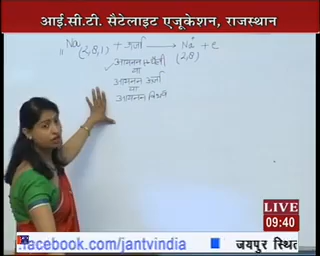 आई.सी.टी. सैटेलाइट एजूकेशन, राजस्थान
₁₁Na + ऊर्जा ⟶ Na⁺ + e
(2,8,1) (2,8)
या
आयनन ऊर्जा
या
आयनन विभव
LIVE
09:40
facebook.com/jantvindia
जयपुर स्थित